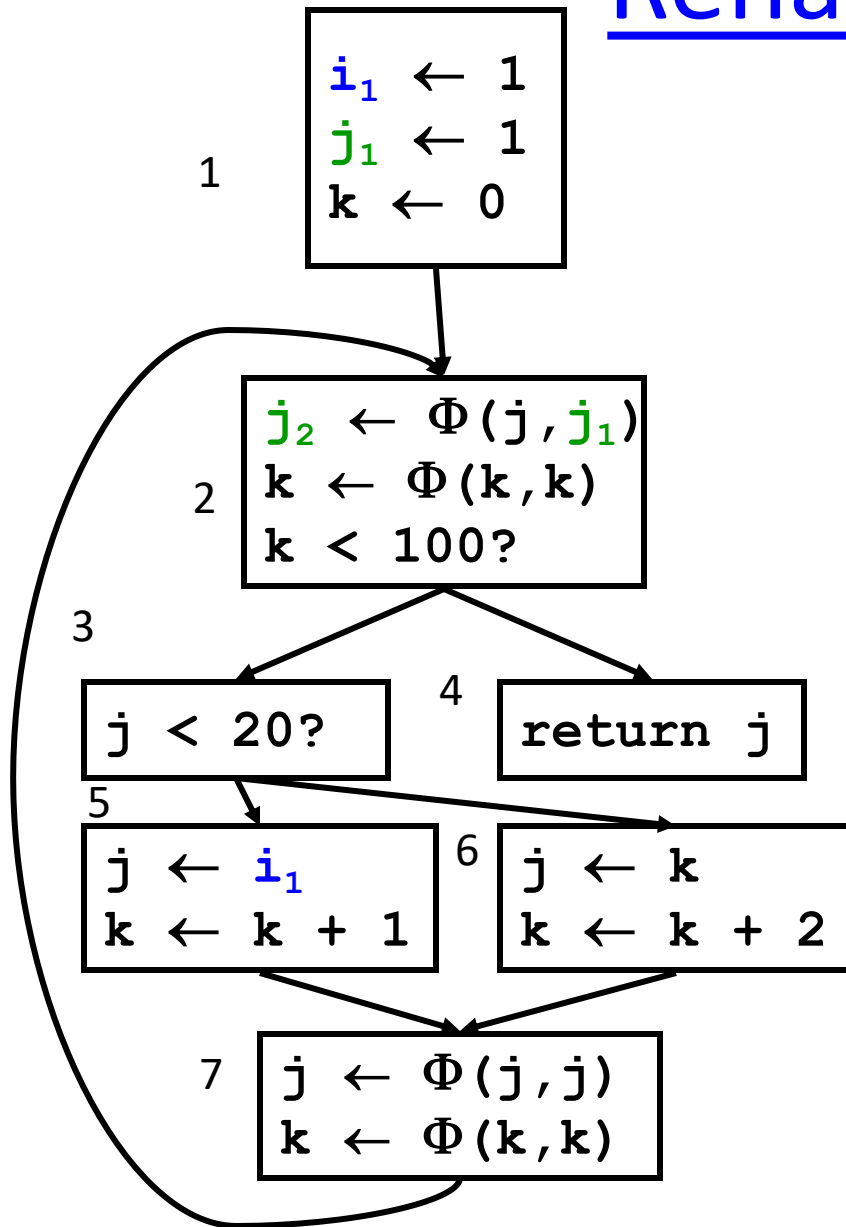 i₁ ← 1
j₁ ← 1
k ← 0
1
j₂ ← Φ(j,j₁)
k ← Φ(k,k)
k < 100?
2
3
j < 20?
4
return j
5
j ← i₁
k ← k + 1
6
j ← k
k ← k + 2
7
j ← Φ(j,j)
k ← Φ(k,k)